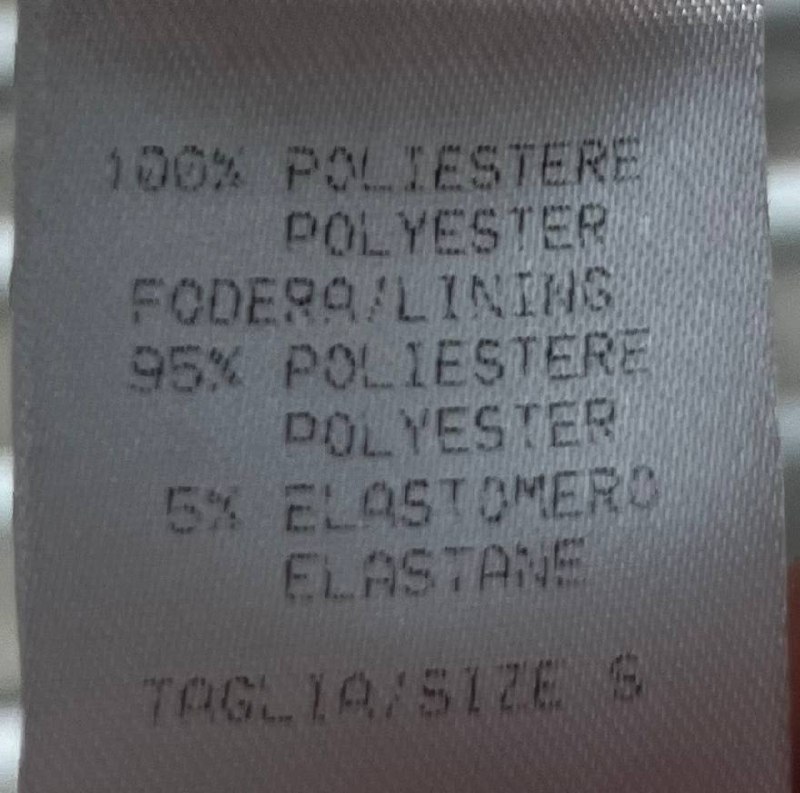 100% POLIESTERE
POLYESTER
FODERA/LINING
95% POLIESTERE
POLYESTER
5% ELASTOMERO
ELASTANE
TAGLIA/SIZE S